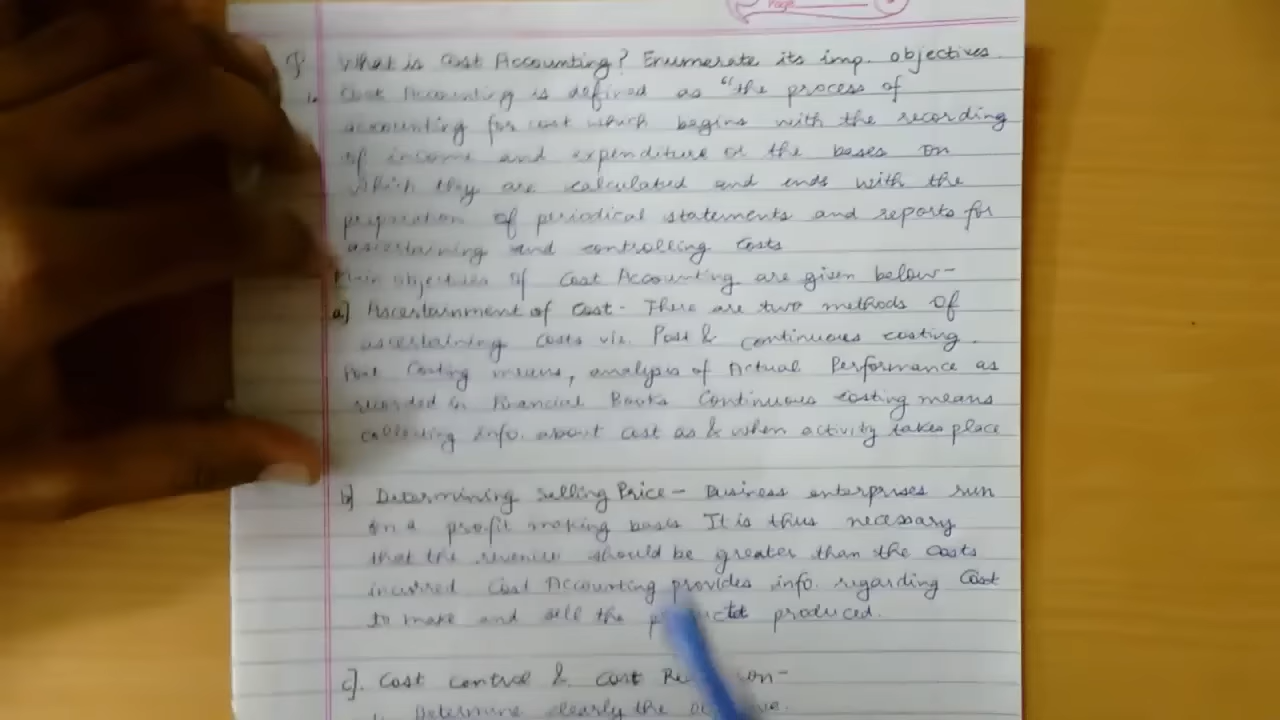 Page
Q. What is Cost Accounting? Enumerate its imp. objectives.
1. Cost Accounting is defined as "the process of
accounting for cost which begins with the recording
of income and expenditure or the bases on
which they are calculated and ends with the
preparation of periodical statements and reports for
ascertaining and controlling costs
Main objectives of Cost Accounting are given below-
a] Ascertainment of Cost- There are two methods of
ascertaining costs viz. Post & continuous costing.
Post Costing means, analysis of Actual Performance as
recorded in Financial Books Continuous costing means
collecting info. about cost as & when activity takes place
b] Determining Selling Price- Business enterprises run
on a profit making basis It is thus necessary
that the revenue should be greater than the costs
incurred Cost Accounting provides info. regarding Cost
to make and sell the produced.
c]. Cost control & Cost
1. Determine clearly the